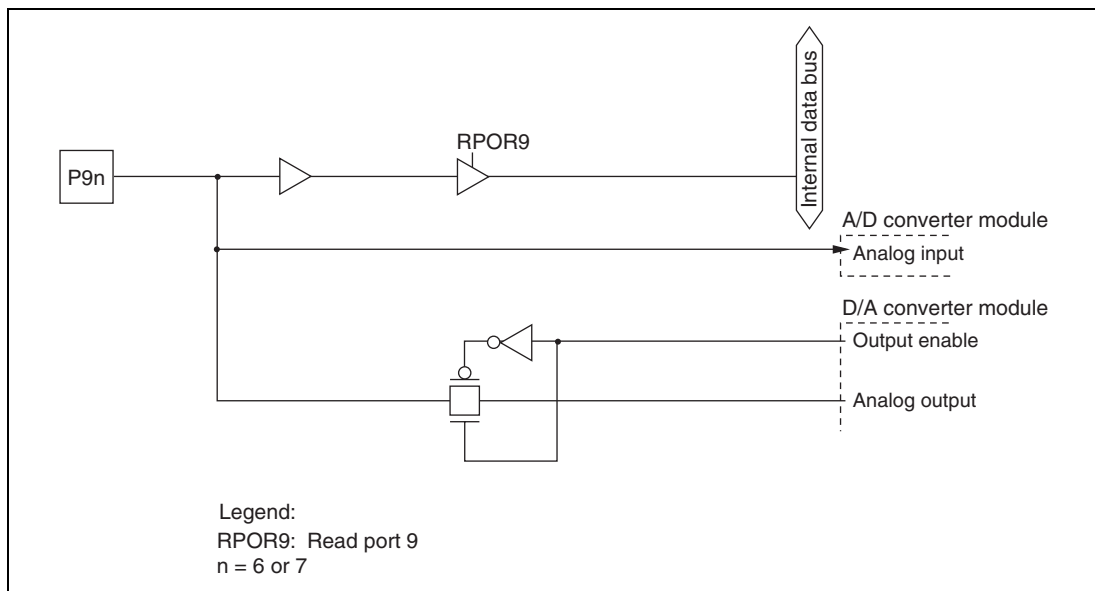 RPOR9
P9n
Internal data bus
A/D converter module
Analog input
D/A converter module
Output enable
Analog output
Legend:
RPOR9: Read port 9
n = 6 or 7